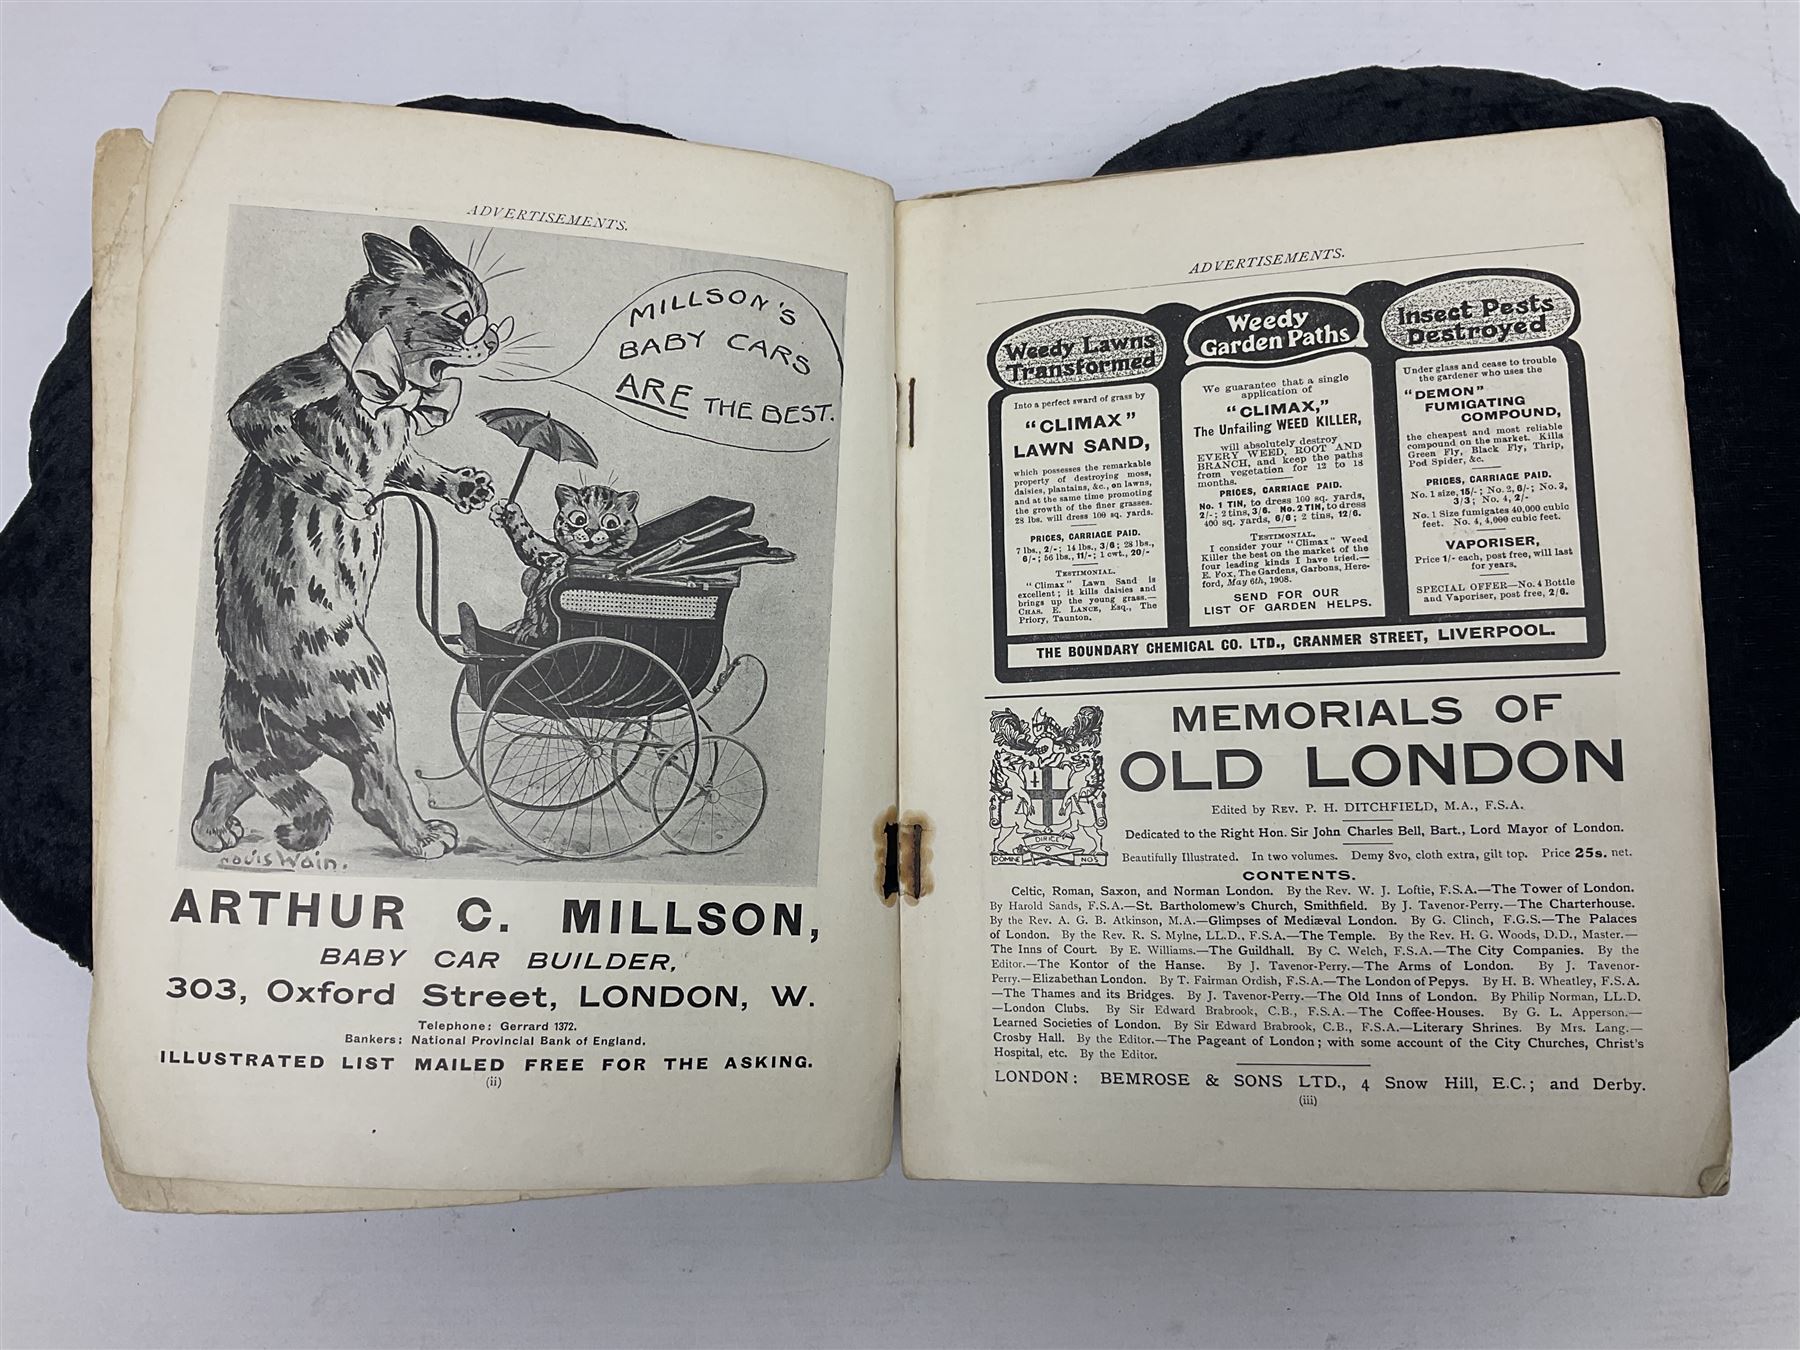 ADVERTISEMENTS.
MILLSON'S
BABY CARS
ARE THE BEST.
Louis Wain.
ARTHUR C. MILLSON,
BABY CAR BUILDER,
303, Oxford Street, LONDON, W.
Telephone: Gerrard 1372.
Bankers: National Provincial Bank of England.
ILLUSTRATED LIST MAILED FREE FOR THE ASKING.
(ii)
ADVERTISEMENTS.
Weedy Lawns
Transformed
Into a perfect sward of grass by
"CLIMAX"
LAWN SAND,
which possesses the remarkable
property of destroying moss,
daisies, plantains, &c., on lawns,
and at the same time promoting
the growth of the finer grasses.
28 lbs. will dress 100 sq. yards.
PRICES, CARRIAGE PAID.
7 lbs., 2/-; 14 lbs., 3/6; 28 lbs.,
6/-; 56 lbs., 11/-; 1 cwt., 20/-
TESTIMONIAL.
"Climax" Lawn Sand is
excellent; it kills daisies and
brings up the young grass.—
CHAS. E. LANCE, Esq., The
Priory, Taunton.
Weedy
Garden Paths
We guarantee that a single
application of
"CLIMAX,"
The Unfailing WEED KILLER,
will absolutely destroy
EVERY WEED, ROOT AND
BRANCH, and keep the paths
from vegetation for 12 to 18
months.
PRICES, CARRIAGE PAID.
No. 1 TIN, to dress 100 sq. yards,
2/-; 2 tins, 3/6. No. 2 TIN, to dress
400 sq. yards, 6/6; 2 tins, 12/6.
TESTIMONIAL.
I consider your "Climax" Weed
Killer the best on the market of the
four leading kinds I have tried.—
E. Fox, The Gardens, Garbons, Here-
ford, May 6th, 1908.
SEND FOR OUR
LIST OF GARDEN HELPS.
Insect Pests
Destroyed
Under glass and cease to trouble
the gardener who uses the
"DEMON"
FUMIGATING
COMPOUND,
the cheapest and most reliable
compound on the market. Kills
Green Fly, Black Fly, Thrip,
Pod Spider, &c.
PRICES, CARRIAGE PAID.
No. 1 size, 15/-; No. 2, 6/-; No. 3,
3/3; No. 4, 2/-
No. 1 Size fumigates 40,000 cubic
feet. No. 4, 4,000 cubic feet.
VAPORISER,
Price 1/- each, post free, will last
for years.
SPECIAL OFFER—No. 4 Bottle
and Vaporiser, post free, 2/6.
THE BOUNDARY CHEMICAL CO. LTD., CRANMER STREET, LIVERPOOL.
MEMORIALS OF
OLD LONDON
DOMINE DIRIGE NOS
Edited by REV. P. H. DITCHFIELD, M.A., F.S.A.
Dedicated to the Right Hon. Sir John Charles Bell, Bart., Lord Mayor of London.
Beautifully Illustrated. In two volumes. Demy 8vo, cloth extra, gilt top. Price 25s. net.
CONTENTS.
Celtic, Roman, Saxon, and Norman London. By the Rev. W. J. Loftie, F.S.A.—The Tower of London.
By Harold Sands, F.S.A.—St. Bartholomew's Church, Smithfield. By J. Tavenor-Perry.—The Charterhouse.
By the Rev. A. G. B. Atkinson, M.A.—Glimpses of Mediæval London. By G. Clinch, F.G.S.—The Palaces
of London. By the Rev. R. S. Mylne, LL.D., F.S.A.—The Temple. By the Rev. H. G. Woods, D.D., Master.—
The Inns of Court. By E. Williams.—The Guildhall. By C. Welch, F.S.A.—The City Companies. By the
Editor.—The Kontor of the Hanse. By J. Tavenor-Perry.—The Arms of London. By J. Tavenor-
Perry.—Elizabethan London. By T. Fairman Ordish, F.S.A.—The London of Pepys. By H. B. Wheatley, F.S.A.
—The Thames and its Bridges. By J. Tavenor-Perry.—The Old Inns of London. By Philip Norman, LL.D.
—London Clubs. By Sir Edward Brabrook, C.B., F.S.A.—The Coffee-Houses. By G. L. Apperson.—
Learned Societies of London. By Sir Edward Brabrook, C.B., F.S.A.—Literary Shrines. By Mrs. Lang.—
Crosby Hall. By the Editor.—The Pageant of London; with some account of the City Churches, Christ's
Hospital, etc. By the Editor.
LONDON: BEMROSE & SONS LTD., 4 Snow Hill, E.C.; and Derby.
(iii)